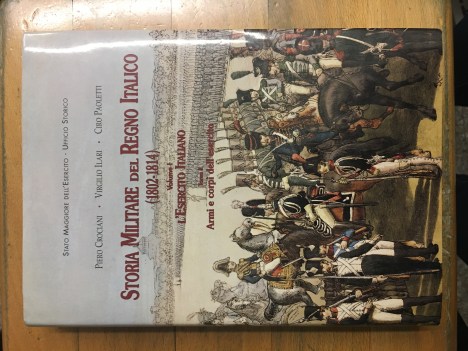 STATO MAGGIORE DELL'ESERCITO - UFFICIO STORICO
PIERO CROCIANI • VIRGILIO ILARI • CIRO PAOLETTI
STORIA MILITARE DEL REGNO ITALICO
(1802-1814)
Volume I
L'ESERCITO ITALIANO
Armi e corpi dell'esercito